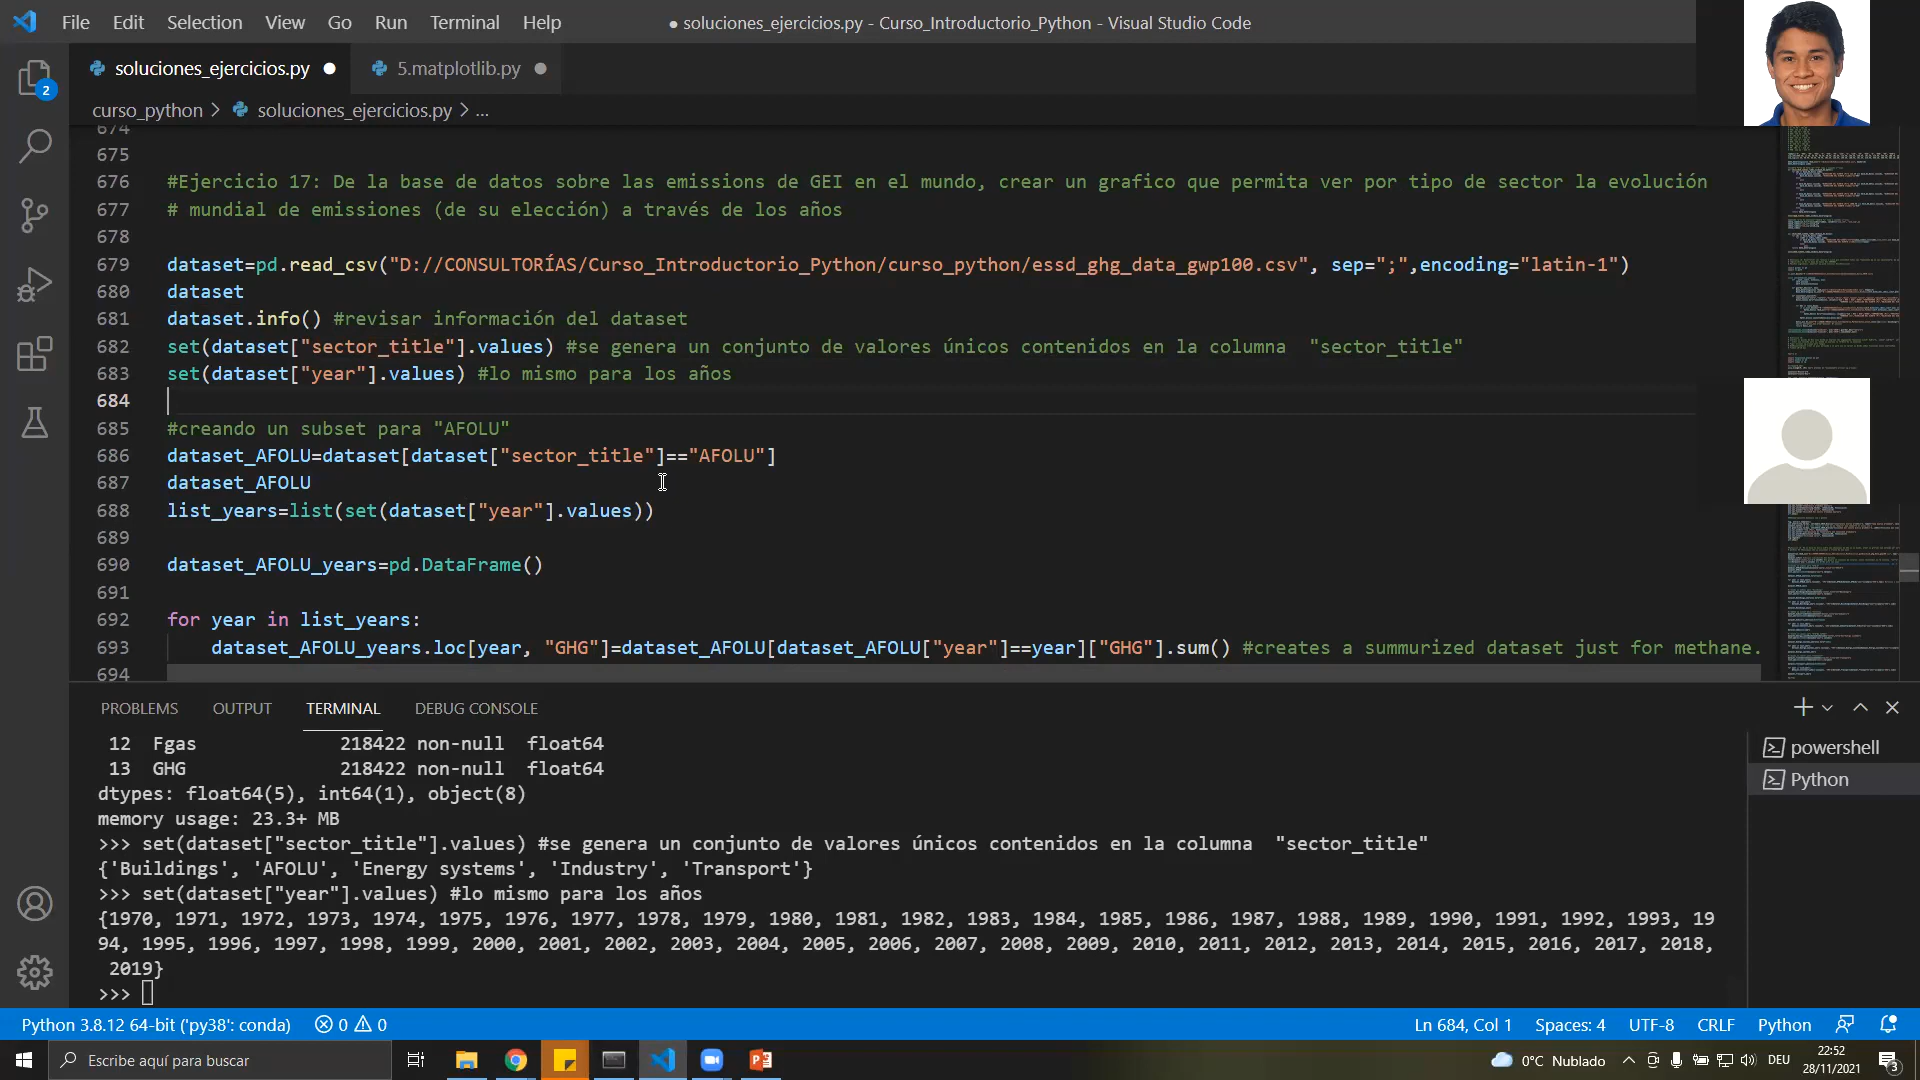 File Edit Selection View Go Run Terminal Help
● soluciones_ejercicios.py - Curso_Introductorio_Python - Visual Studio Code
soluciones_ejercicios.py ● 5.matplotlib.py ●
2
curso_python > soluciones_ejercicios.py > ...
674
675
676 #Ejercicio 17: De la base de datos sobre las emissions de GEI en el mundo, crear un grafico que permita ver por tipo de sector la evolución
677 # mundial de emissiones (de su elección) a través de los años
678
679 dataset=pd.read_csv("D://CONSULTORÍAS/Curso_Introductorio_Python/curso_python/essd_ghg_data_gwp100.csv", sep=";",encoding="latin-1")
680 dataset
681 dataset.info() #revisar información del dataset
682 set(dataset["sector_title"].values) #se genera un conjunto de valores únicos contenidos en la columna  "sector_title"
683 set(dataset["year"].values) #lo mismo para los años
684
685 #creando un subset para "AFOLU"
686 dataset_AFOLU=dataset[dataset["sector_title"]=="AFOLU"]
687 dataset_AFOLU
688 list_years=list(set(dataset["year"].values))
689
690 dataset_AFOLU_years=pd.DataFrame()
691
692 for year in list_years:
693     dataset_AFOLU_years.loc[year, "GHG"]=dataset_AFOLU[dataset_AFOLU["year"]==year]["GHG"].sum() #creates a summurized dataset just for methane.
694
PROBLEMS OUTPUT TERMINAL DEBUG CONSOLE
12  Fgas             218422 non-null  float64
13  GHG              218422 non-null  float64
dtypes: float64(5), int64(1), object(8)
memory usage: 23.3+ MB
>>> set(dataset["sector_title"].values) #se genera un conjunto de valores únicos contenidos en la columna  "sector_title"
{'Buildings', 'AFOLU', 'Energy systems', 'Industry', 'Transport'}
>>> set(dataset["year"].values) #lo mismo para los años
{1970, 1971, 1972, 1973, 1974, 1975, 1976, 1977, 1978, 1979, 1980, 1981, 1982, 1983, 1984, 1985, 1986, 1987, 1988, 1989, 1990, 1991, 1992, 1993, 19
94, 1995, 1996, 1997, 1998, 1999, 2000, 2001, 2002, 2003, 2004, 2005, 2006, 2007, 2008, 2009, 2010, 2011, 2012, 2013, 2014, 2015, 2016, 2017, 2018,
 2019}
>>>
powershell
Python
Python 3.8.12 64-bit ('py38': conda) 0 0
Ln 684, Col 1 Spaces: 4 UTF-8 CRLF Python
Escribe aquí para buscar
0°C Nublado DEU
22:52
28/11/2021
3